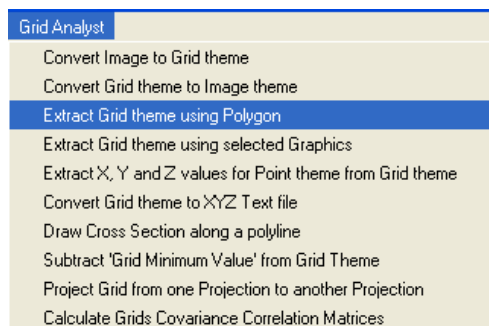 Grid Analyst
Convert Image to Grid theme
Convert Grid theme to Image theme
Extract Grid theme using Polygon
Extract Grid theme using selected Graphics
Extract X, Y and Z values for Point theme from Grid theme
Convert Grid theme to XYZ Text file
Draw Cross Section along a polyline
Subtract 'Grid Minimum Value' from Grid Theme
Project Grid from one Projection to another Projection
Calculate Grids Covariance Correlation Matrices